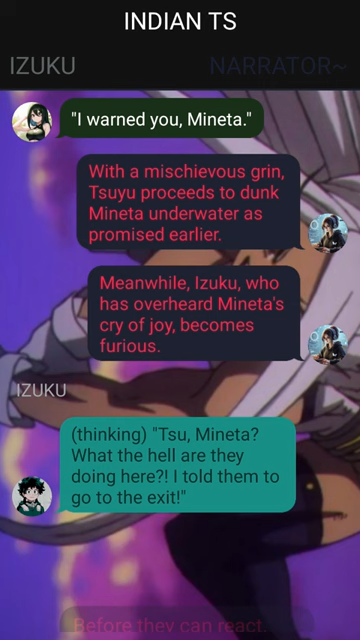 INDIAN TS
IZUKU
NARRATOR~
"I warned you, Mineta."
With a mischievous grin,
Tsuyu proceeds to dunk
Mineta underwater as
promised earlier.
Meanwhile, Izuku, who
has overheard Mineta's
cry of joy, becomes
furious.
IZUKU
(thinking) "Tsu, Mineta?
What the hell are they
doing here?! I told them to
go to the exit!"
Before they can react,